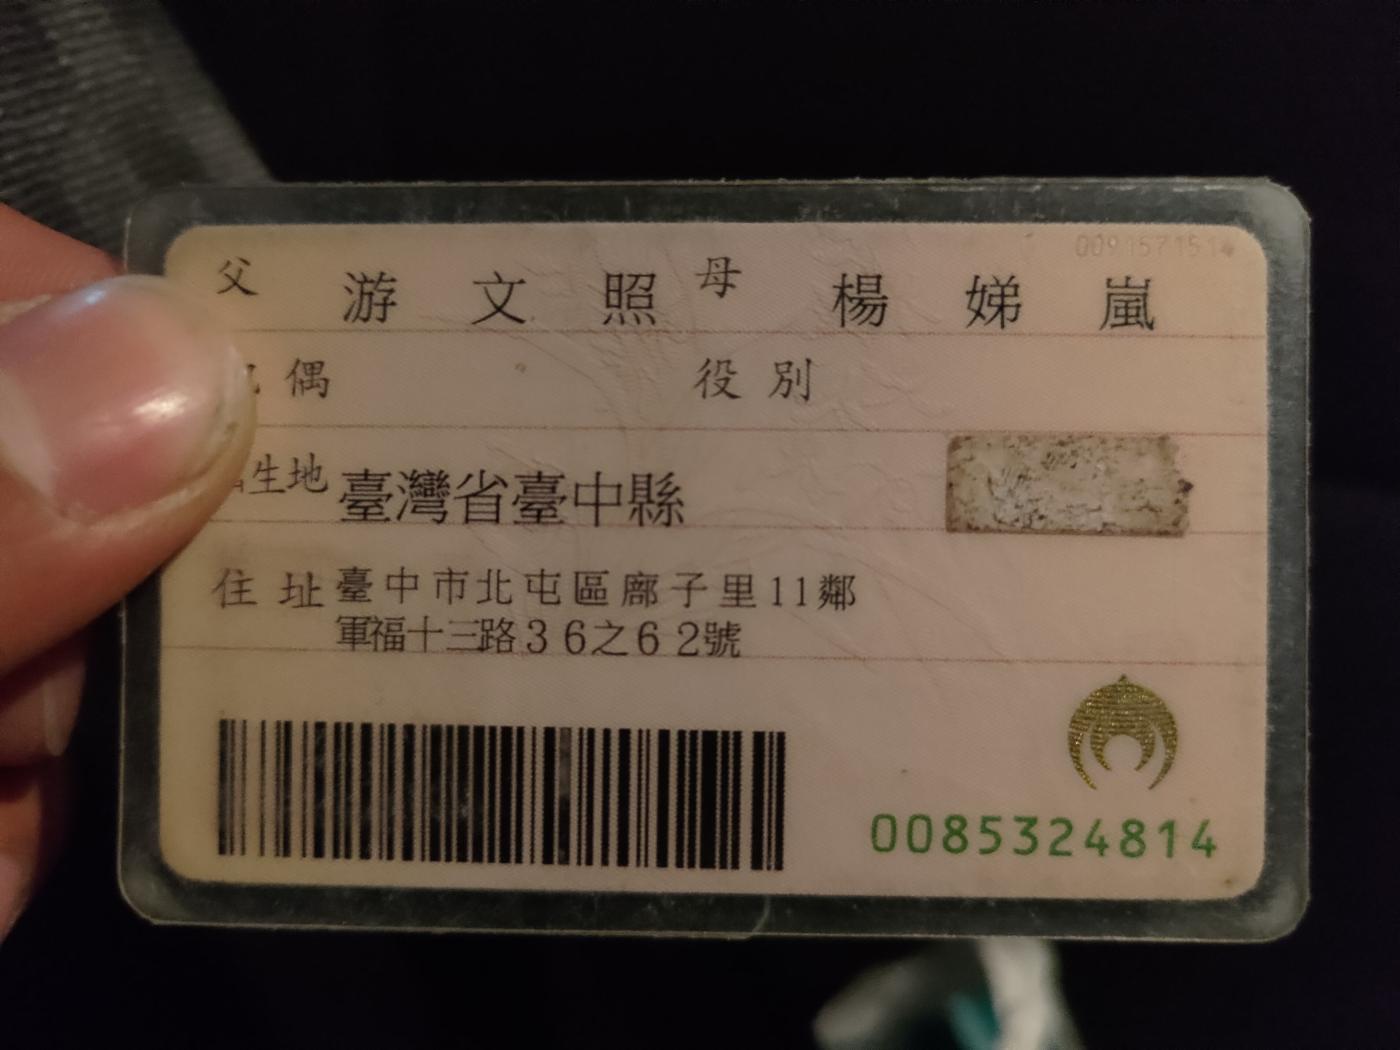 0091571514
父 游文照 母 楊娣嵐
偶 役別
生地 臺灣省臺中縣
住址 臺中市北屯區廍子里11鄰
軍福十三路36之62號
0085324814